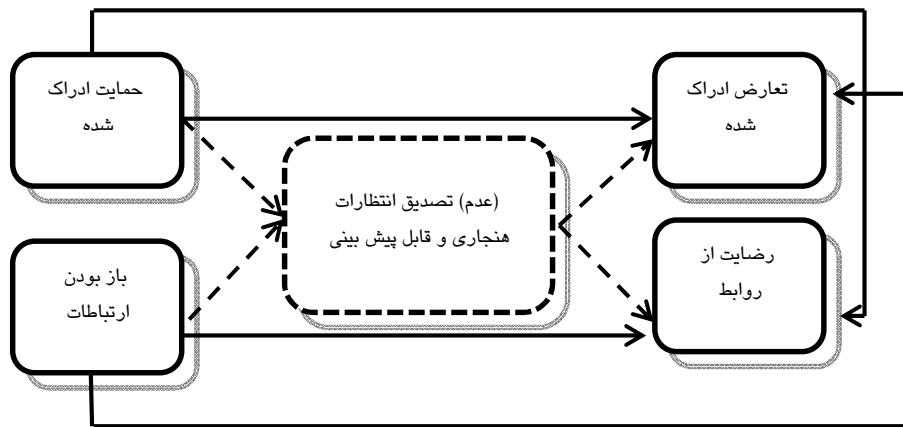 حمایت ادراک
شده
تعارض ادراک
شده
(عدم) تصدیق انتظارات
هنجاری و قابل پیش بینی
باز بودن
ارتباطات
رضایت از
روابط